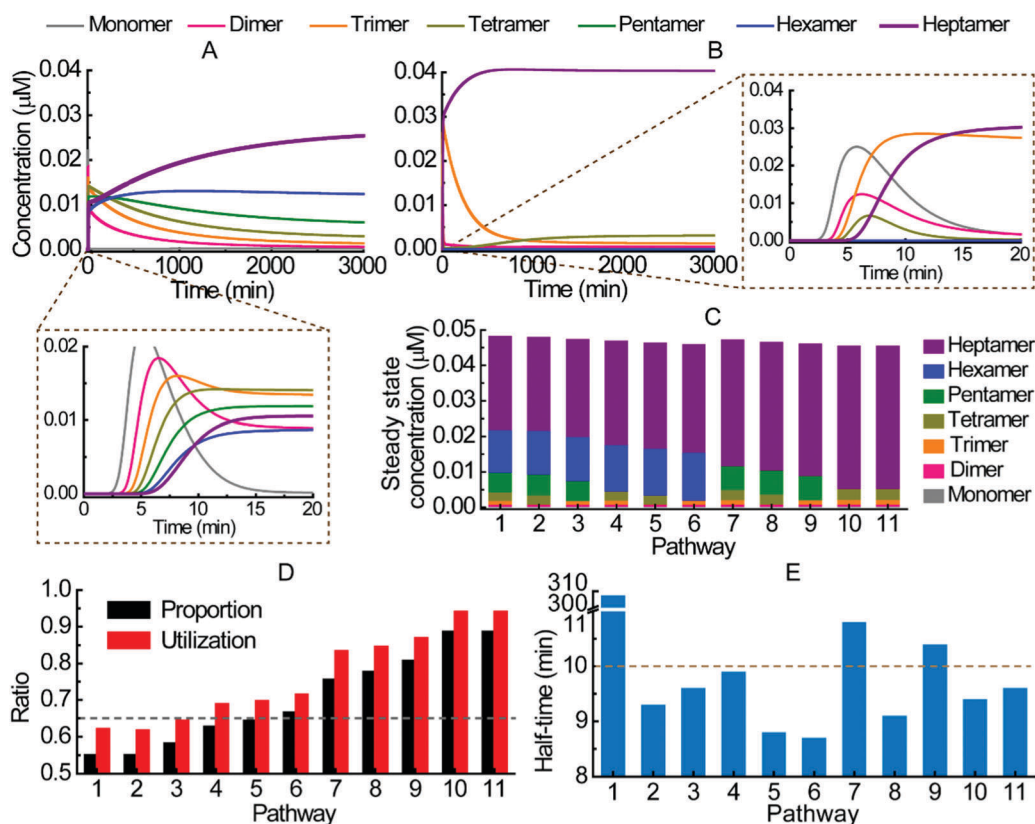 Monomer Dimer Trimer Tetramer Pentamer Hexamer Heptamer
A
Concentration (μM)
0.04
0.03
0.02
0.01
0.00
0 1000 2000 3000
Time (min)
0.02
0.01
0.00
0 5 10 15 20
Time (min)
B
0.04
0.03
0.02
0.01
0.00
0 1000 2000 3000
Time (min)
0.04
0.03
0.02
0.01
0.00
0 5 10 15 20
Time (min)
C
Steady state
concentration (μM)
0.05
0.04
0.03
0.02
0.01
0.00
1 2 3 4 5 6 7 8 9 10 11
Pathway
Heptamer
Hexamer
Pentamer
Tetramer
Trimer
Dimer
Monomer
D
Ratio
1.0
0.9
0.8
0.7
0.6
0.5
Proportion
Utilization
1 2 3 4 5 6 7 8 9 10 11
Pathway
E
Half-time (min)
310
300
11
10
9
8
1 2 3 4 5 6 7 8 9 10 11
Pathway